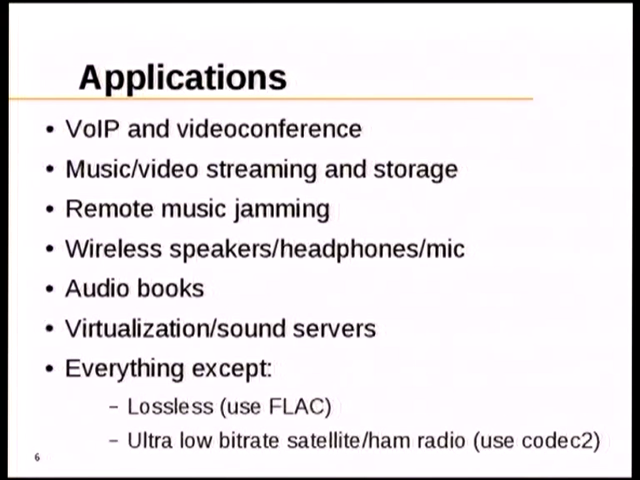 Applications
• VoIP and videoconference
• Music/video streaming and storage
• Remote music jamming
• Wireless speakers/headphones/mic
• Audio books
• Virtualization/sound servers
• Everything except:
– Lossless (use FLAC)
– Ultra low bitrate satellite/ham radio (use codec2)
6